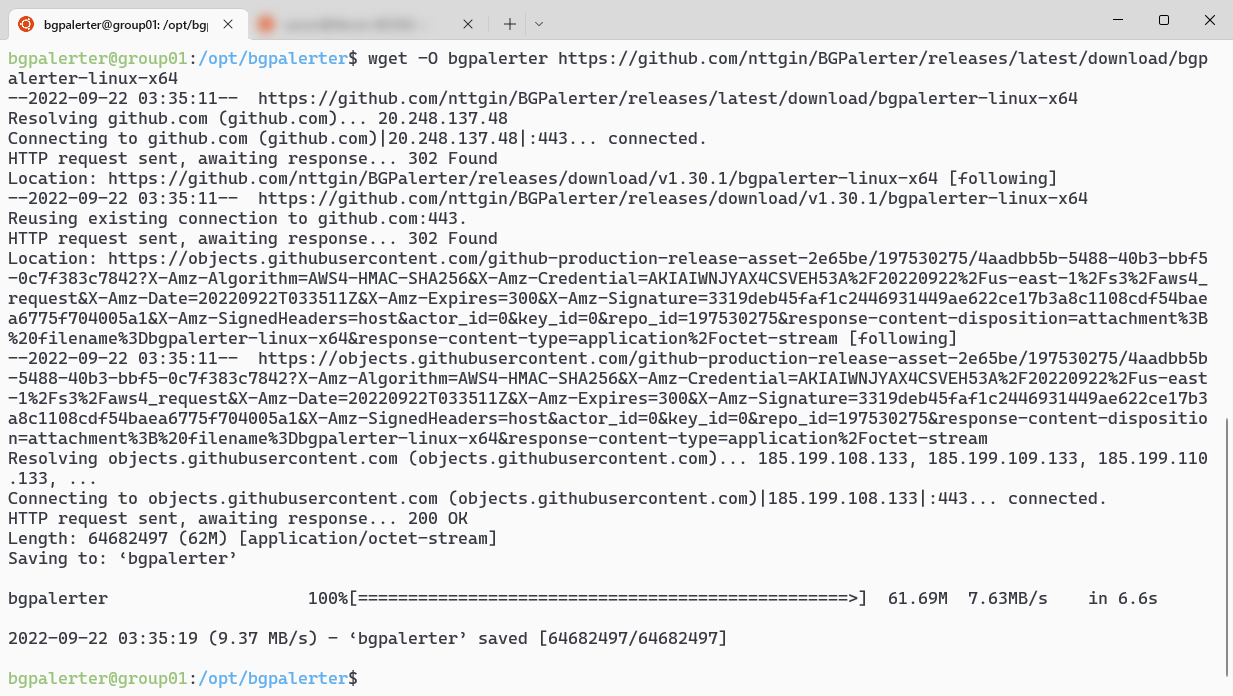 bgpalerter@group01: /opt/bgp
bgpalerter@group01:/opt/bgpalerter$ wget -O bgpalerter https://github.com/nttgin/BGPalerter/releases/latest/download/bgp
alerter-linux-x64
--2022-09-22 03:35:11--  https://github.com/nttgin/BGPalerter/releases/latest/download/bgpalerter-linux-x64
Resolving github.com (github.com)... 20.248.137.48
Connecting to github.com (github.com)|20.248.137.48|:443... connected.
HTTP request sent, awaiting response... 302 Found
Location: https://github.com/nttgin/BGPalerter/releases/download/v1.30.1/bgpalerter-linux-x64 [following]
--2022-09-22 03:35:11--  https://github.com/nttgin/BGPalerter/releases/download/v1.30.1/bgpalerter-linux-x64
Reusing existing connection to github.com:443.
HTTP request sent, awaiting response... 302 Found
Location: https://objects.githubusercontent.com/github-production-release-asset-2e65be/197530275/4aadbb5b-5488-40b3-bbf5
-0c7f383c7842?X-Amz-Algorithm=AWS4-HMAC-SHA256&X-Amz-Credential=AKIAIWNJYAX4CSVEH53A%2F20220922%2Fus-east-1%2Fs3%2Faws4_
request&X-Amz-Date=20220922T033511Z&X-Amz-Expires=300&X-Amz-Signature=3319deb45faf1c2446931449ae622ce17b3a8c1108cdf54bae
a6775f704005a1&X-Amz-SignedHeaders=host&actor_id=0&key_id=0&repo_id=197530275&response-content-disposition=attachment%3B
%20filename%3Dbgpalerter-linux-x64&response-content-type=application%2Foctet-stream [following]
--2022-09-22 03:35:11--  https://objects.githubusercontent.com/github-production-release-asset-2e65be/197530275/4aadbb5b
-5488-40b3-bbf5-0c7f383c7842?X-Amz-Algorithm=AWS4-HMAC-SHA256&X-Amz-Credential=AKIAIWNJYAX4CSVEH53A%2F20220922%2Fus-east
-1%2Fs3%2Faws4_request&X-Amz-Date=20220922T033511Z&X-Amz-Expires=300&X-Amz-Signature=3319deb45faf1c2446931449ae622ce17b3
a8c1108cdf54baea6775f704005a1&X-Amz-SignedHeaders=host&actor_id=0&key_id=0&repo_id=197530275&response-content-dispositio
n=attachment%3B%20filename%3Dbgpalerter-linux-x64&response-content-type=application%2Foctet-stream
Resolving objects.githubusercontent.com (objects.githubusercontent.com)... 185.199.108.133, 185.199.109.133, 185.199.110
.133, ...
Connecting to objects.githubusercontent.com (objects.githubusercontent.com)|185.199.108.133|:443... connected.
HTTP request sent, awaiting response... 200 OK
Length: 64682497 (62M) [application/octet-stream]
Saving to: ‘bgpalerter’
bgpalerter                    100%[=================================================>]  61.69M  7.63MB/s    in 6.6s
2022-09-22 03:35:19 (9.37 MB/s) - ‘bgpalerter’ saved [64682497/64682497]
bgpalerter@group01:/opt/bgpalerter$